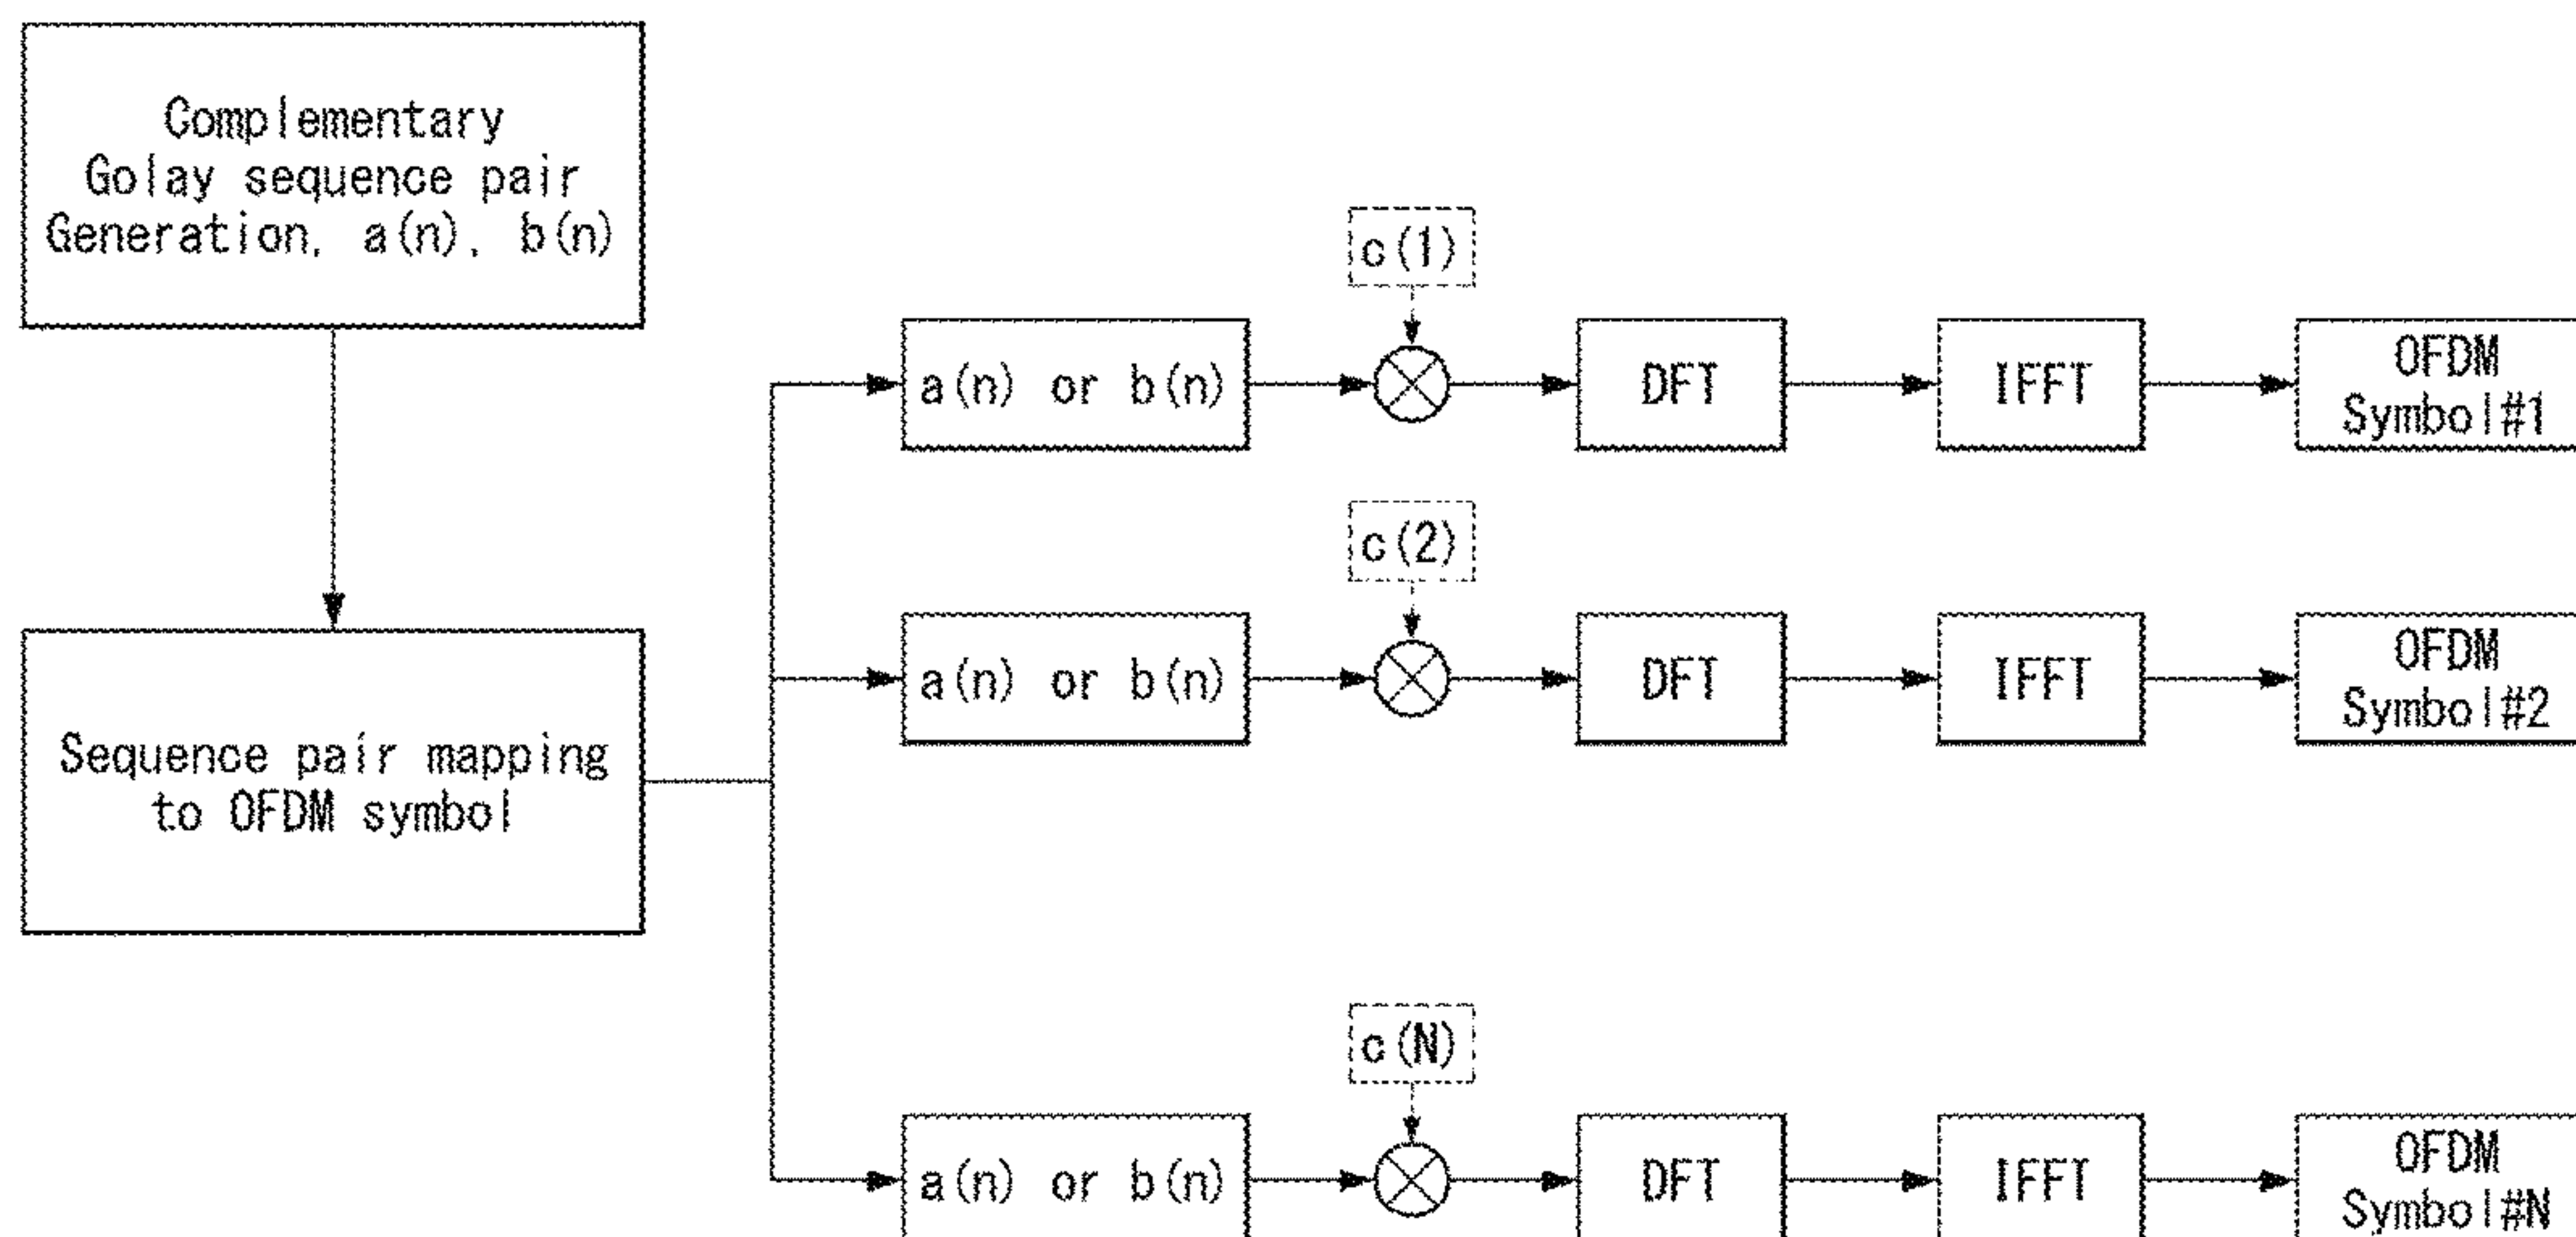 Complementary
Golay sequence pair
Generation, a(n), b(n)
Sequence pair mapping
to OFDM symbol
c(1)
a(n) or b(n)
DFT
IFFT
OFDM
Symbol#1
c(2)
a(n) or b(n)
DFT
IFFT
OFDM
Symbol#2
c(N)
a(n) or b(n)
DFT
IFFT
OFDM
Symbol#N